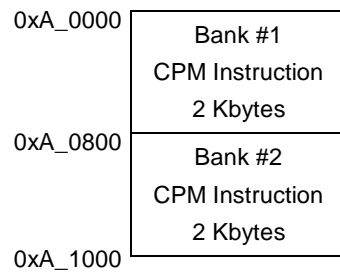 0xA_0000
Bank #1
CPM Instruction
2 Kbytes
0xA_0800
Bank #2
CPM Instruction
2 Kbytes
0xA_1000